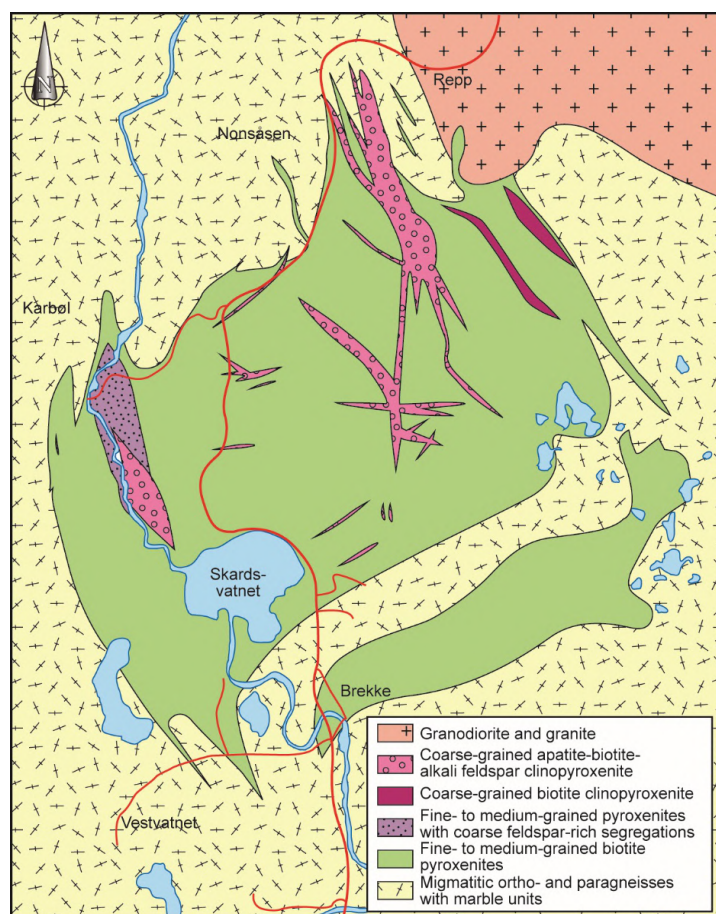 Repp
N
Nonsåsen
Karbøl
Skards-
vatnet
Brekke
Vestvatnet
Granodiorite and granite
Coarse-grained apatite-biotite-
alkali feldspar clinopyroxenite
Coarse-grained biotite clinopyroxenite
Fine- to medium-grained pyroxenites
with coarse feldspar-rich segregations
Fine- to medium-grained biotite
pyroxenites
Migmatitic ortho- and paragneisses
with marble units